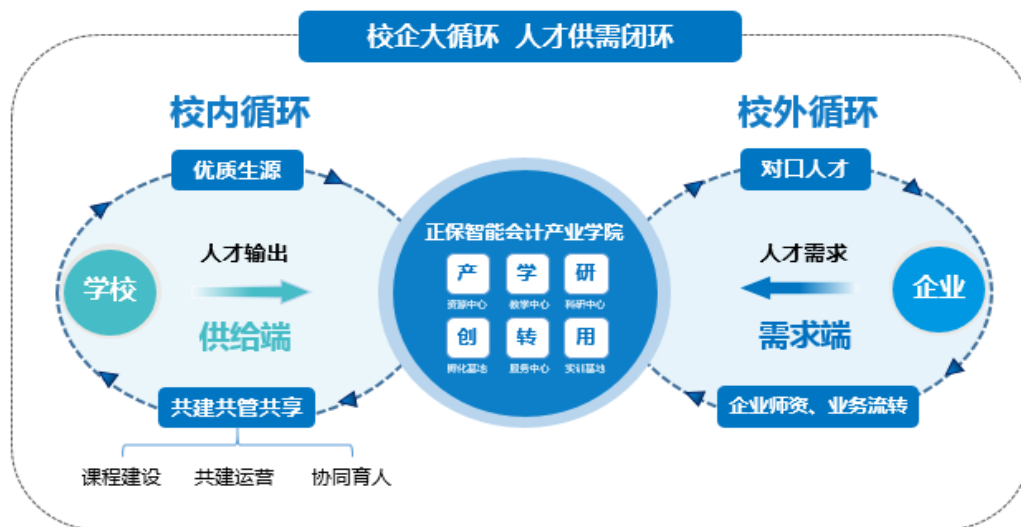 校企大循环 人才供需闭环
校内循环
校外循环
优质生源
对口人才
正保智能会计产业学院
人才输出
人才需求
产 学 研
学校
企业
资源中心 教学中心 科研中心
供给端
需求端
创 转 用
孵化基地 服务中心 实训基地
共建共管共享
企业师资、业务流转
课程建设 共建运营 协同育人